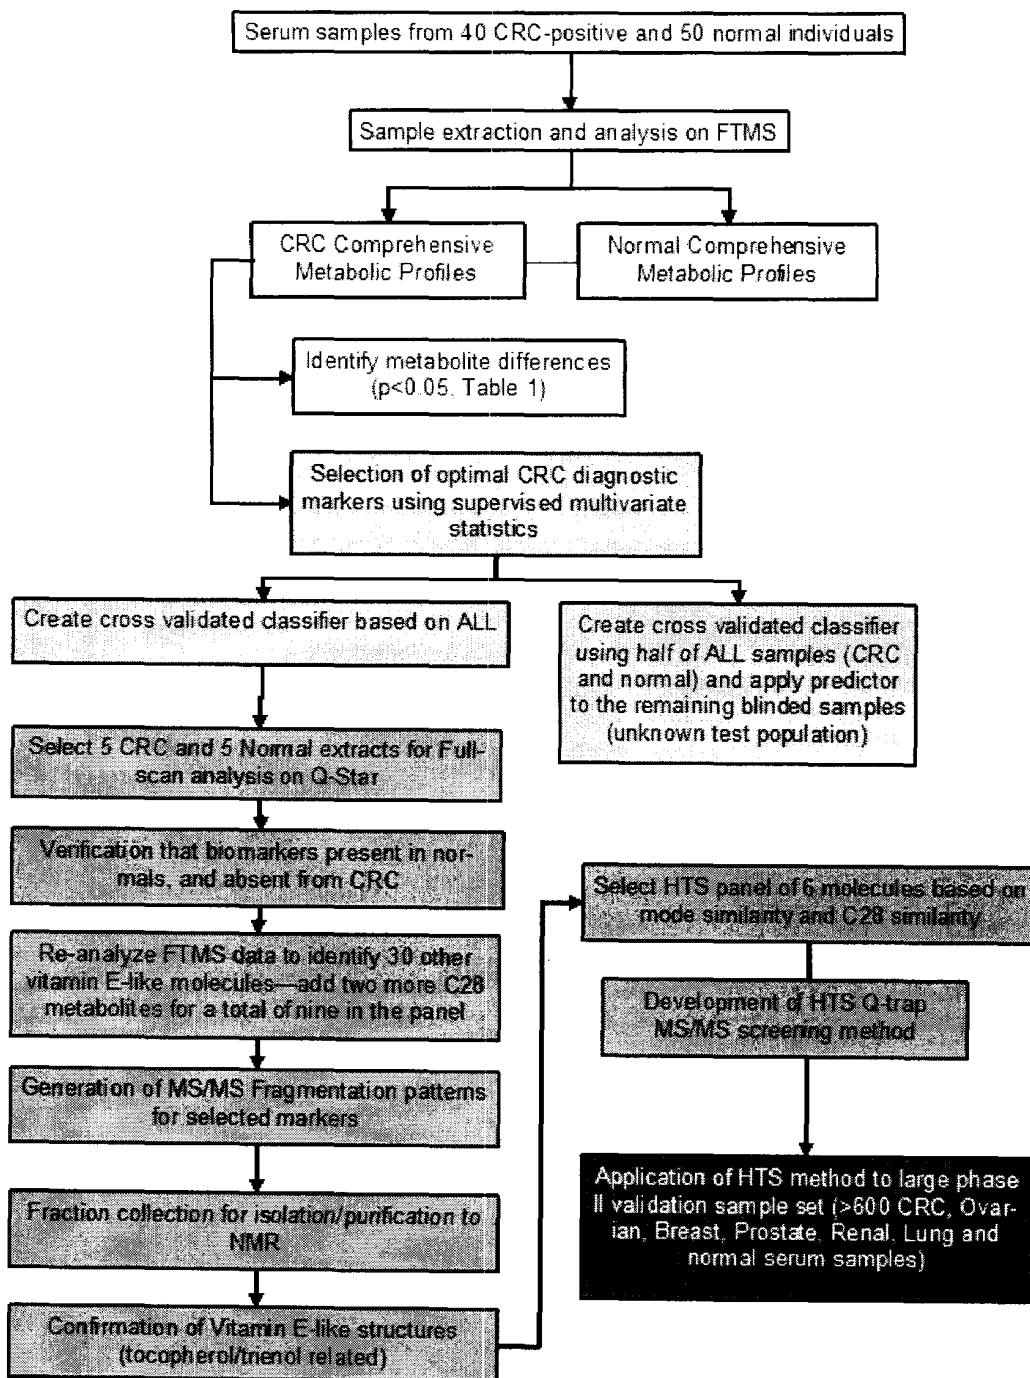 Serum samples from 40 CRC-positive and 50 normal individuals
Sample extraction and analysis on FTMS
CRC Comprehensive
Metabolic Profiles
Normal Comprehensive
Metabolic Profiles
Identify metabolite differences
(p<0.05. Table 1)
Selection of optimal CRC diagnostic
markers using supervised multivariate
statistics
Create cross validated classifier based on ALL
Create cross validated classifier
using half of ALL samples (CRC
and normal) and apply predictor
to the remaining blinded samples
(unknown test population)
Select 5 CRC and 5 Normal extracts for Full-
scan analysis on Q-Star
Verification that biomarkers present in nor-
mals, and absent from CRC
Re-analyze FTMS data to identify 30 other
vitamin E-like molecules—add two more C28
metabolites for a total of nine in the panel
Generation of MS/MS Fragmentation patterns
for selected markers
Fraction collection for isolation/purification to
NMR
Confirmation of Vitamin E-like structures
(tocopherol/trienol related)
Select HTS panel of 6 molecules based on
mode similarity and C28 similarity
Development of HTS Q-trap
MS/MS screening method
Application of HTS method to large phase
II validation sample set (>600 CRC, Ovar-
ian, Breast, Prostate, Renal, Lung and
normal serum samples)